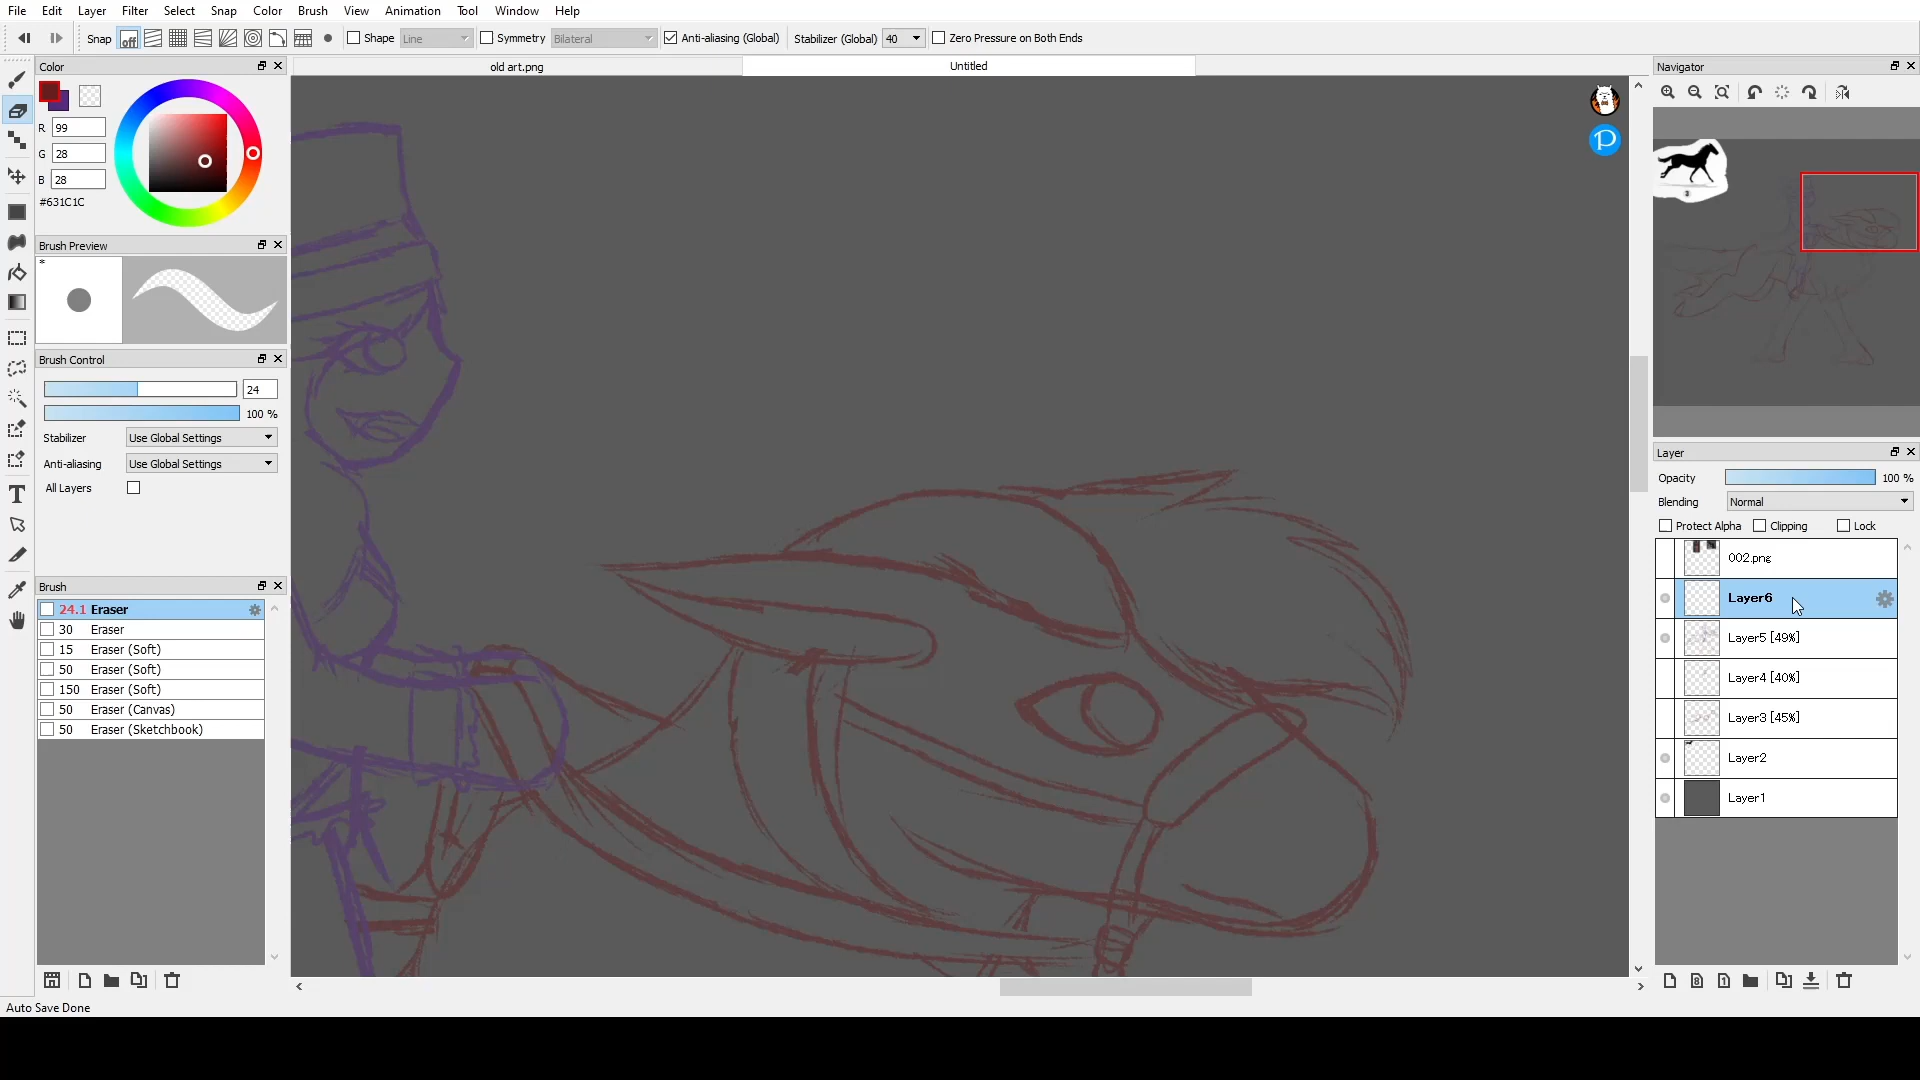 File Edit Layer Filter Select Snap Color Brush View Animation Tool Window Help
Snap off Shape Line Symmetry Bilateral Anti-aliasing (Global) Stabilizer (Global) 40 Zero Pressure on Both Ends
Color
old art.png
Untitled
Navigator
R 99
G 28
B 28
#631C1C
Brush Preview
*
Brush Control
24
100 %
Stabilizer Use Global Settings
Anti-aliasing Use Global Settings
All Layers
Brush
24.1 Eraser
30 Eraser
15 Eraser (Soft)
50 Eraser (Soft)
150 Eraser (Soft)
50 Eraser (Canvas)
50 Eraser (Sketchbook)
Auto Save Done
P
Layer
Opacity 100 %
Blending Normal
Protect Alpha Clipping Lock
002.png
Layer6
Layer5 [49%]
Layer4 [40%]
Layer3 [45%]
Layer2
Layer1
8
1